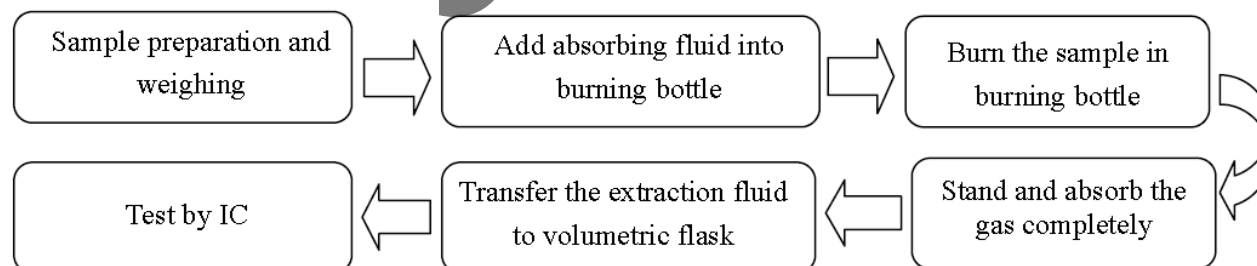 Sample preparation and
weighing
Add absorbing fluid into
burning bottle
Burn the sample in
burning bottle
Stand and absorb the
gas completely
Transfer the extraction fluid
to volumetric flask
Test by IC